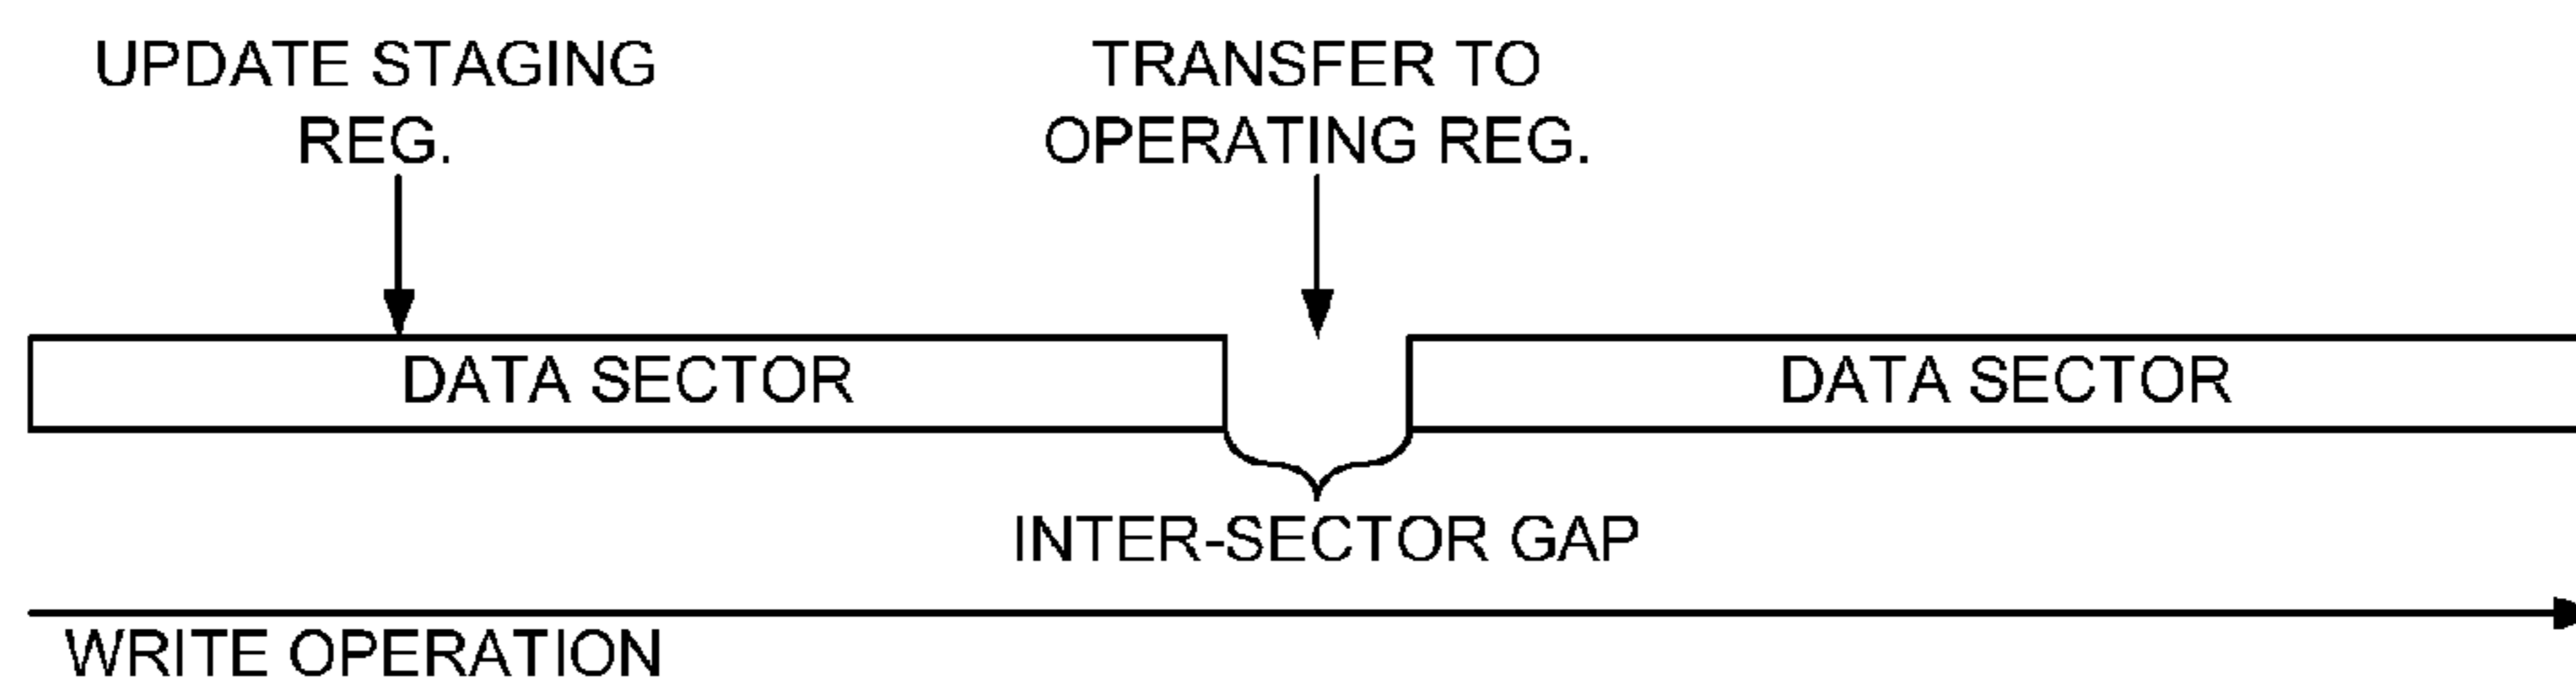 UPDATE STAGING
REG.
TRANSFER TO
OPERATING REG.
DATA SECTOR
DATA SECTOR
INTER-SECTOR GAP
WRITE OPERATION